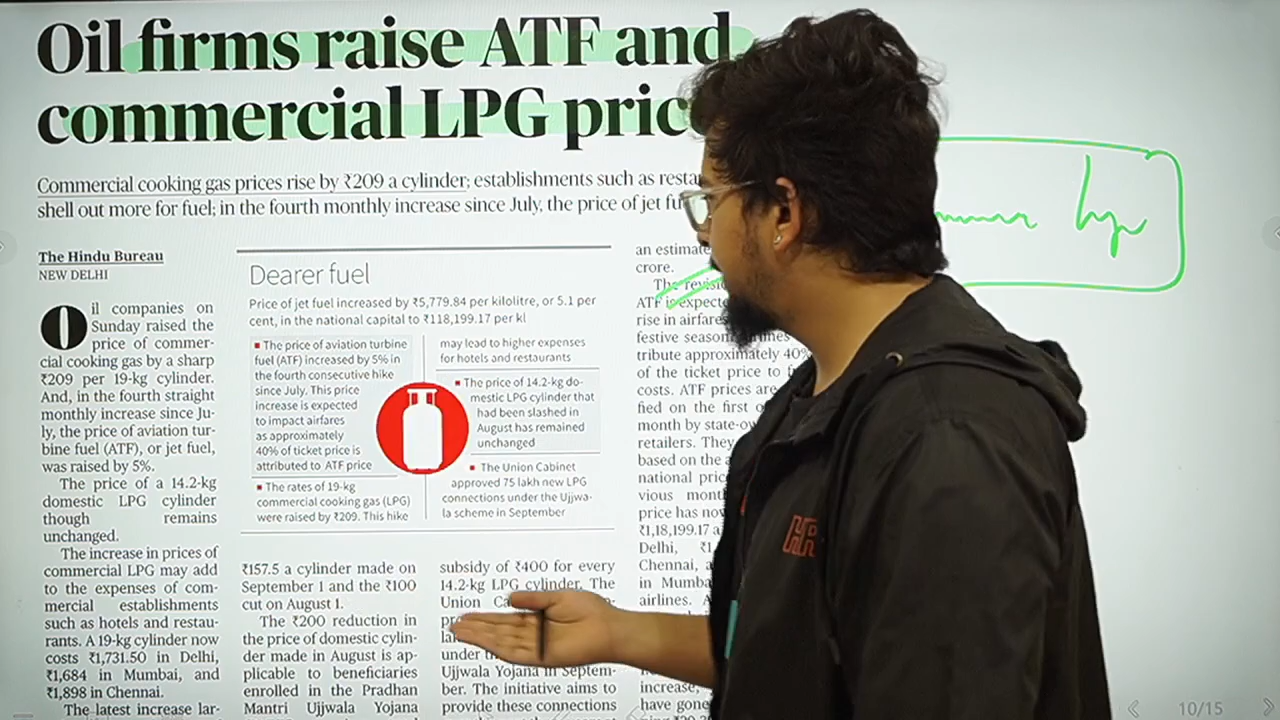 Oil firms raise ATF and
commercial LPG
Commercial cooking gas prices rise by ₹209 a cylinder; establishments such as
shell out more for fuel; in the fourth monthly increase since July, the price of jet
The Hindu Bureau
NEW DELHI
Oil companies on
Sunday raised the
price of commer-
cial cooking gas by a sharp
₹209 per 19-kg cylinder.
And, in the fourth straight
monthly increase since Ju-
ly, the price of aviation tur-
bine fuel (ATF), or jet fuel,
was raised by 5%.
The price of a 14.2-kg
domestic LPG cylinder
though remains
unchanged.
The increase in prices of
commercial LPG may add
to the expenses of com-
mercial establishments
such as hotels and restau-
rants. A 19-kg cylinder now
costs ₹1,731.50 in Delhi,
₹1,684 in Mumbai, and
₹1,898 in Chennai.
The latest increase lar-
Dearer fuel
Price of jet fuel increased by ₹5,779.84 per kilolitre, or 5.1 per
cent, in the national capital to ₹118,199.17 per kl
▪ The price of aviation turbine
fuel (ATF) increased by 5% in
the fourth consecutive hike
since July. This price
increase is expected
to impact airfares
as approximately
40% of ticket price is
attributed to ATF price
▪ The rates of 19-kg
commercial cooking gas (LPG)
were raised by ₹209. This hike
may lead to higher expenses
for hotels and restaurants
▪ The price of 14.2-kg do-
mestic LPG cylinder that
had been slashed in
August has remained
unchanged
▪ The Union Cabinet
approved 75 lakh new LPG
connections under the Ujjwa-
la scheme in September
₹157.5 a cylinder made on
September 1 and the ₹100
cut on August 1.
The ₹200 reduction in
the price of domestic cylin-
der made in August is ap-
plicable to beneficiaries
enrolled in the Pradhan
Mantri Ujjwala Yojana
subsidy of ₹400 for every
14.2-kg LPG cylinder. The
Union
Ujjwala Yojana in Septem-
ber. The initiative aims to
provide these connections
an
crore.
The
ATF is
rise in
festive
tribute approximately 40%
of the ticket price to
costs. ATF prices are
fied on the first
month by
retailers. They
based on the
national
vious
price has
₹1,18,199.17
Delhi,
Chennai,
in
airlines.
increase,
have
HR
10/15